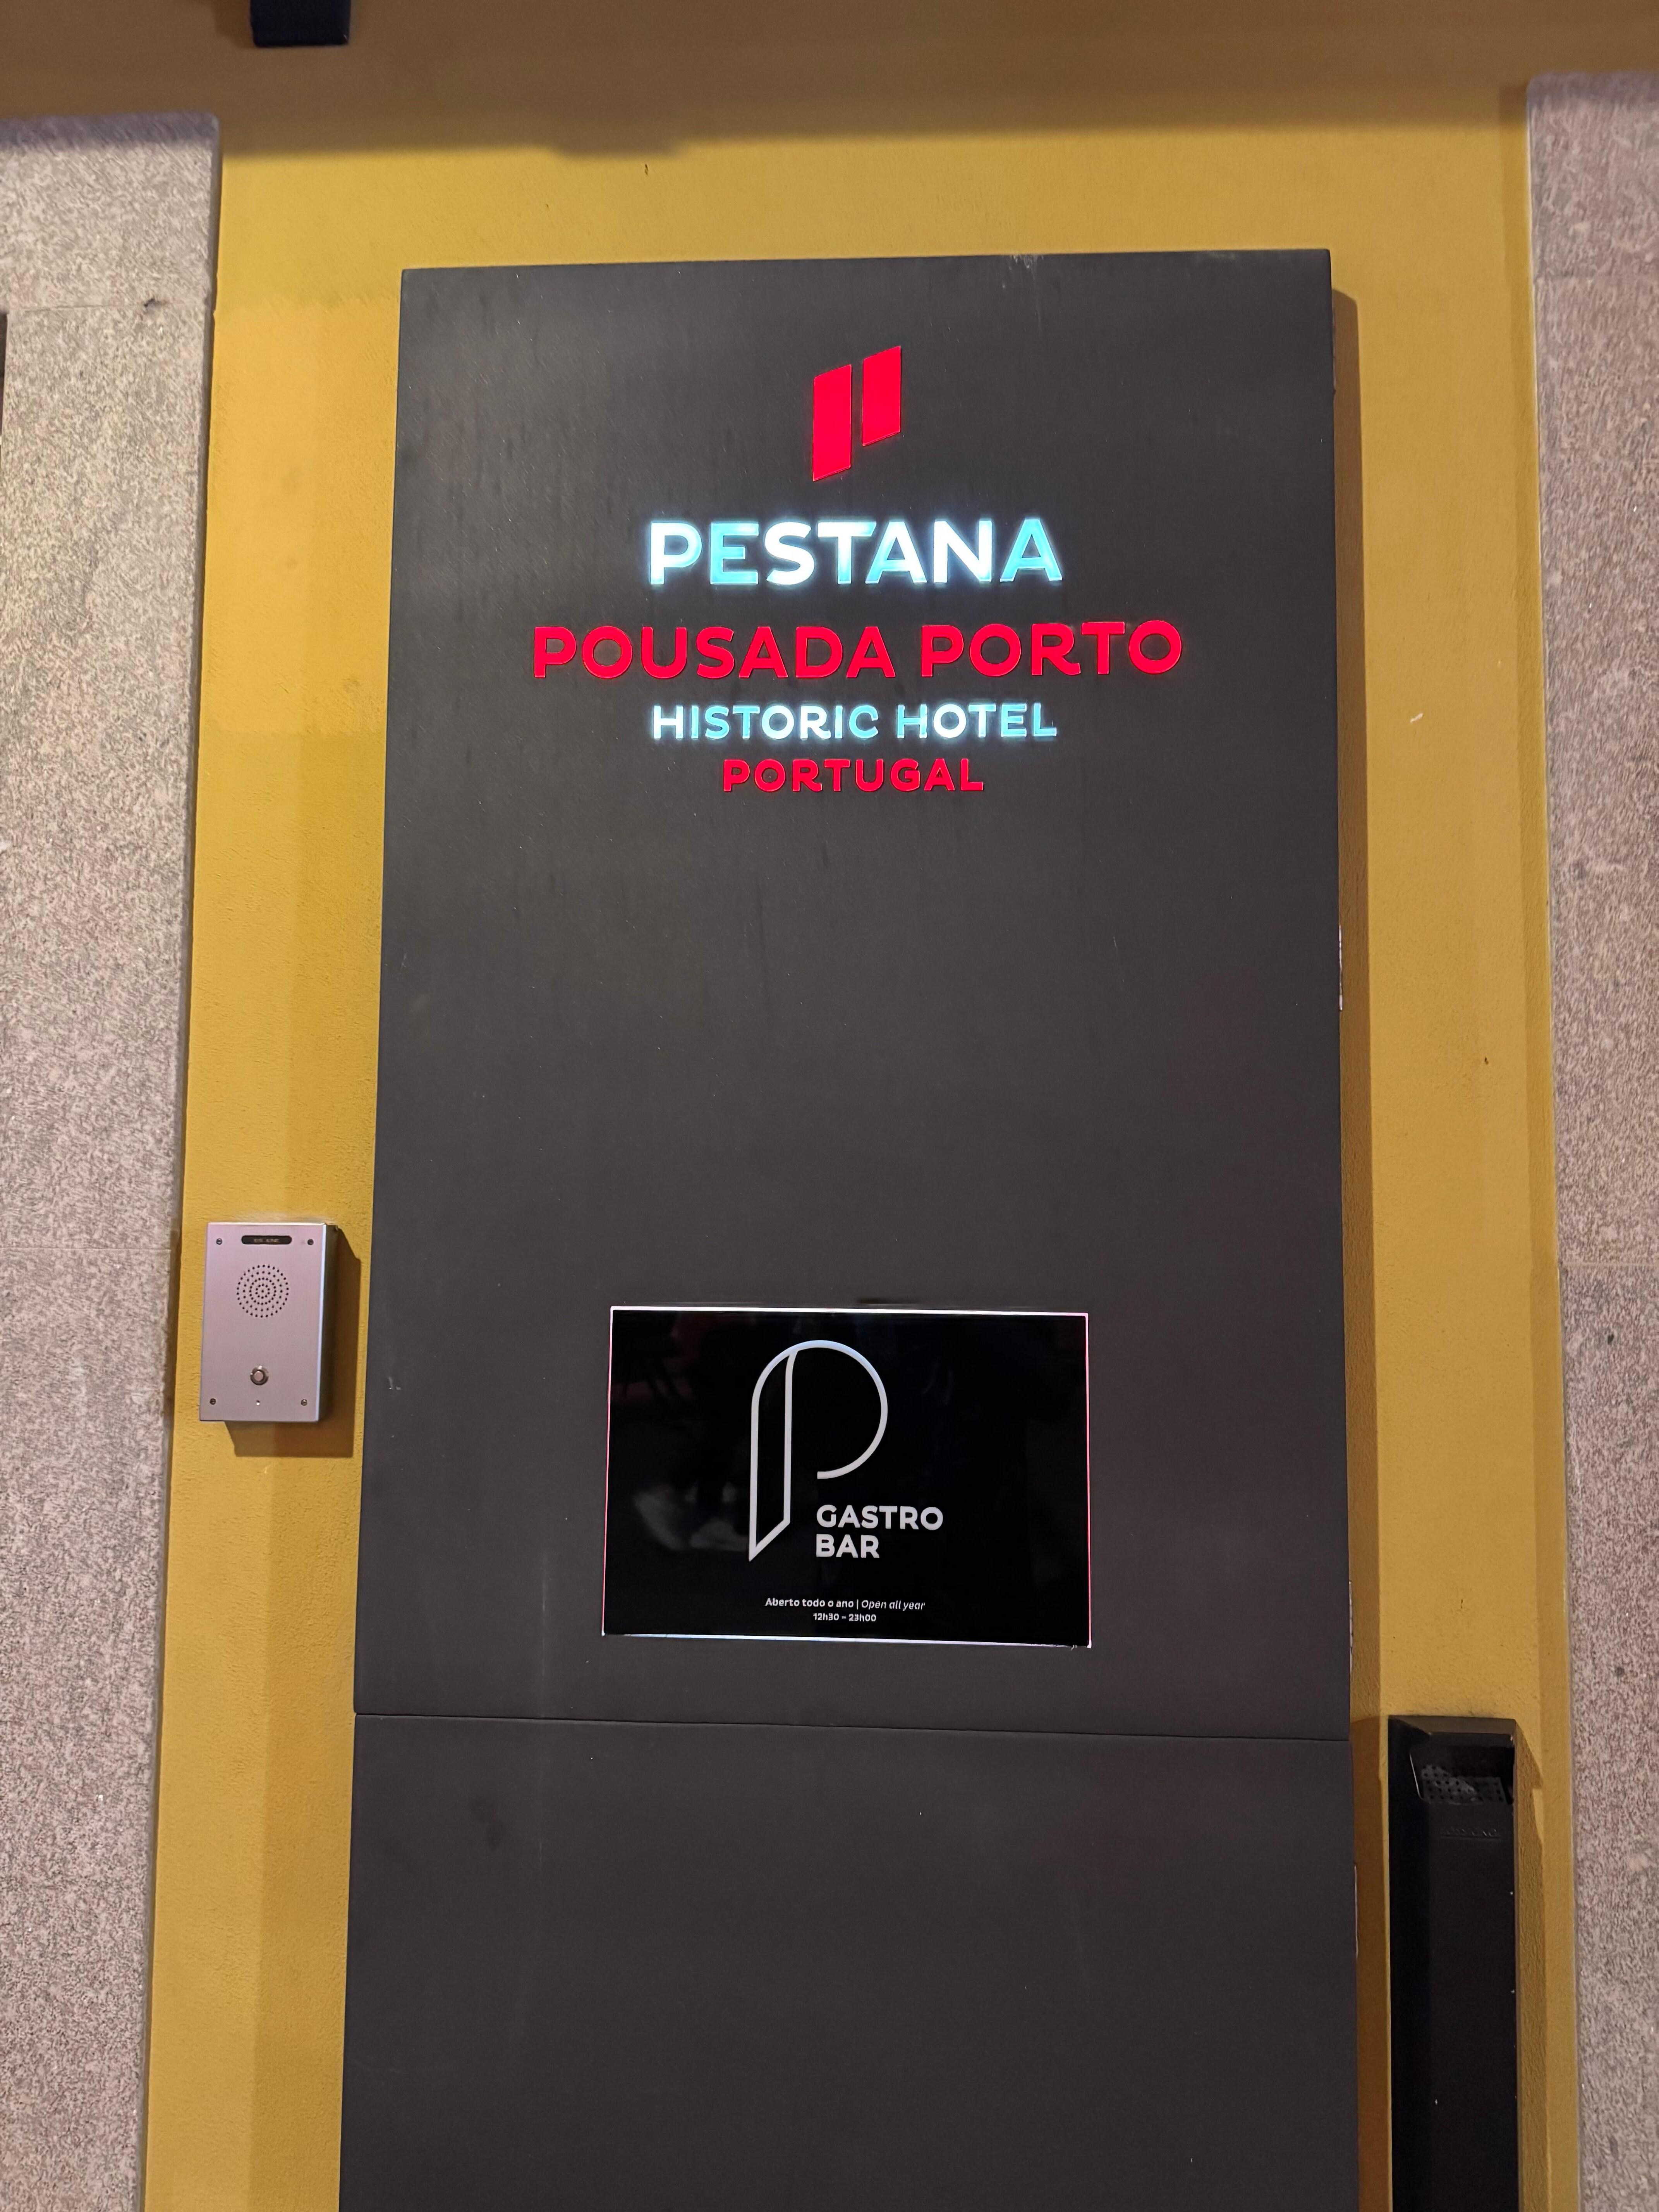 PESTANA
POUSADA PORTO
HISTORIC HOTEL
PORTUGAL
GASTRO
BAR
Aberto todo o ano | Open all year
12h30 - 23h00